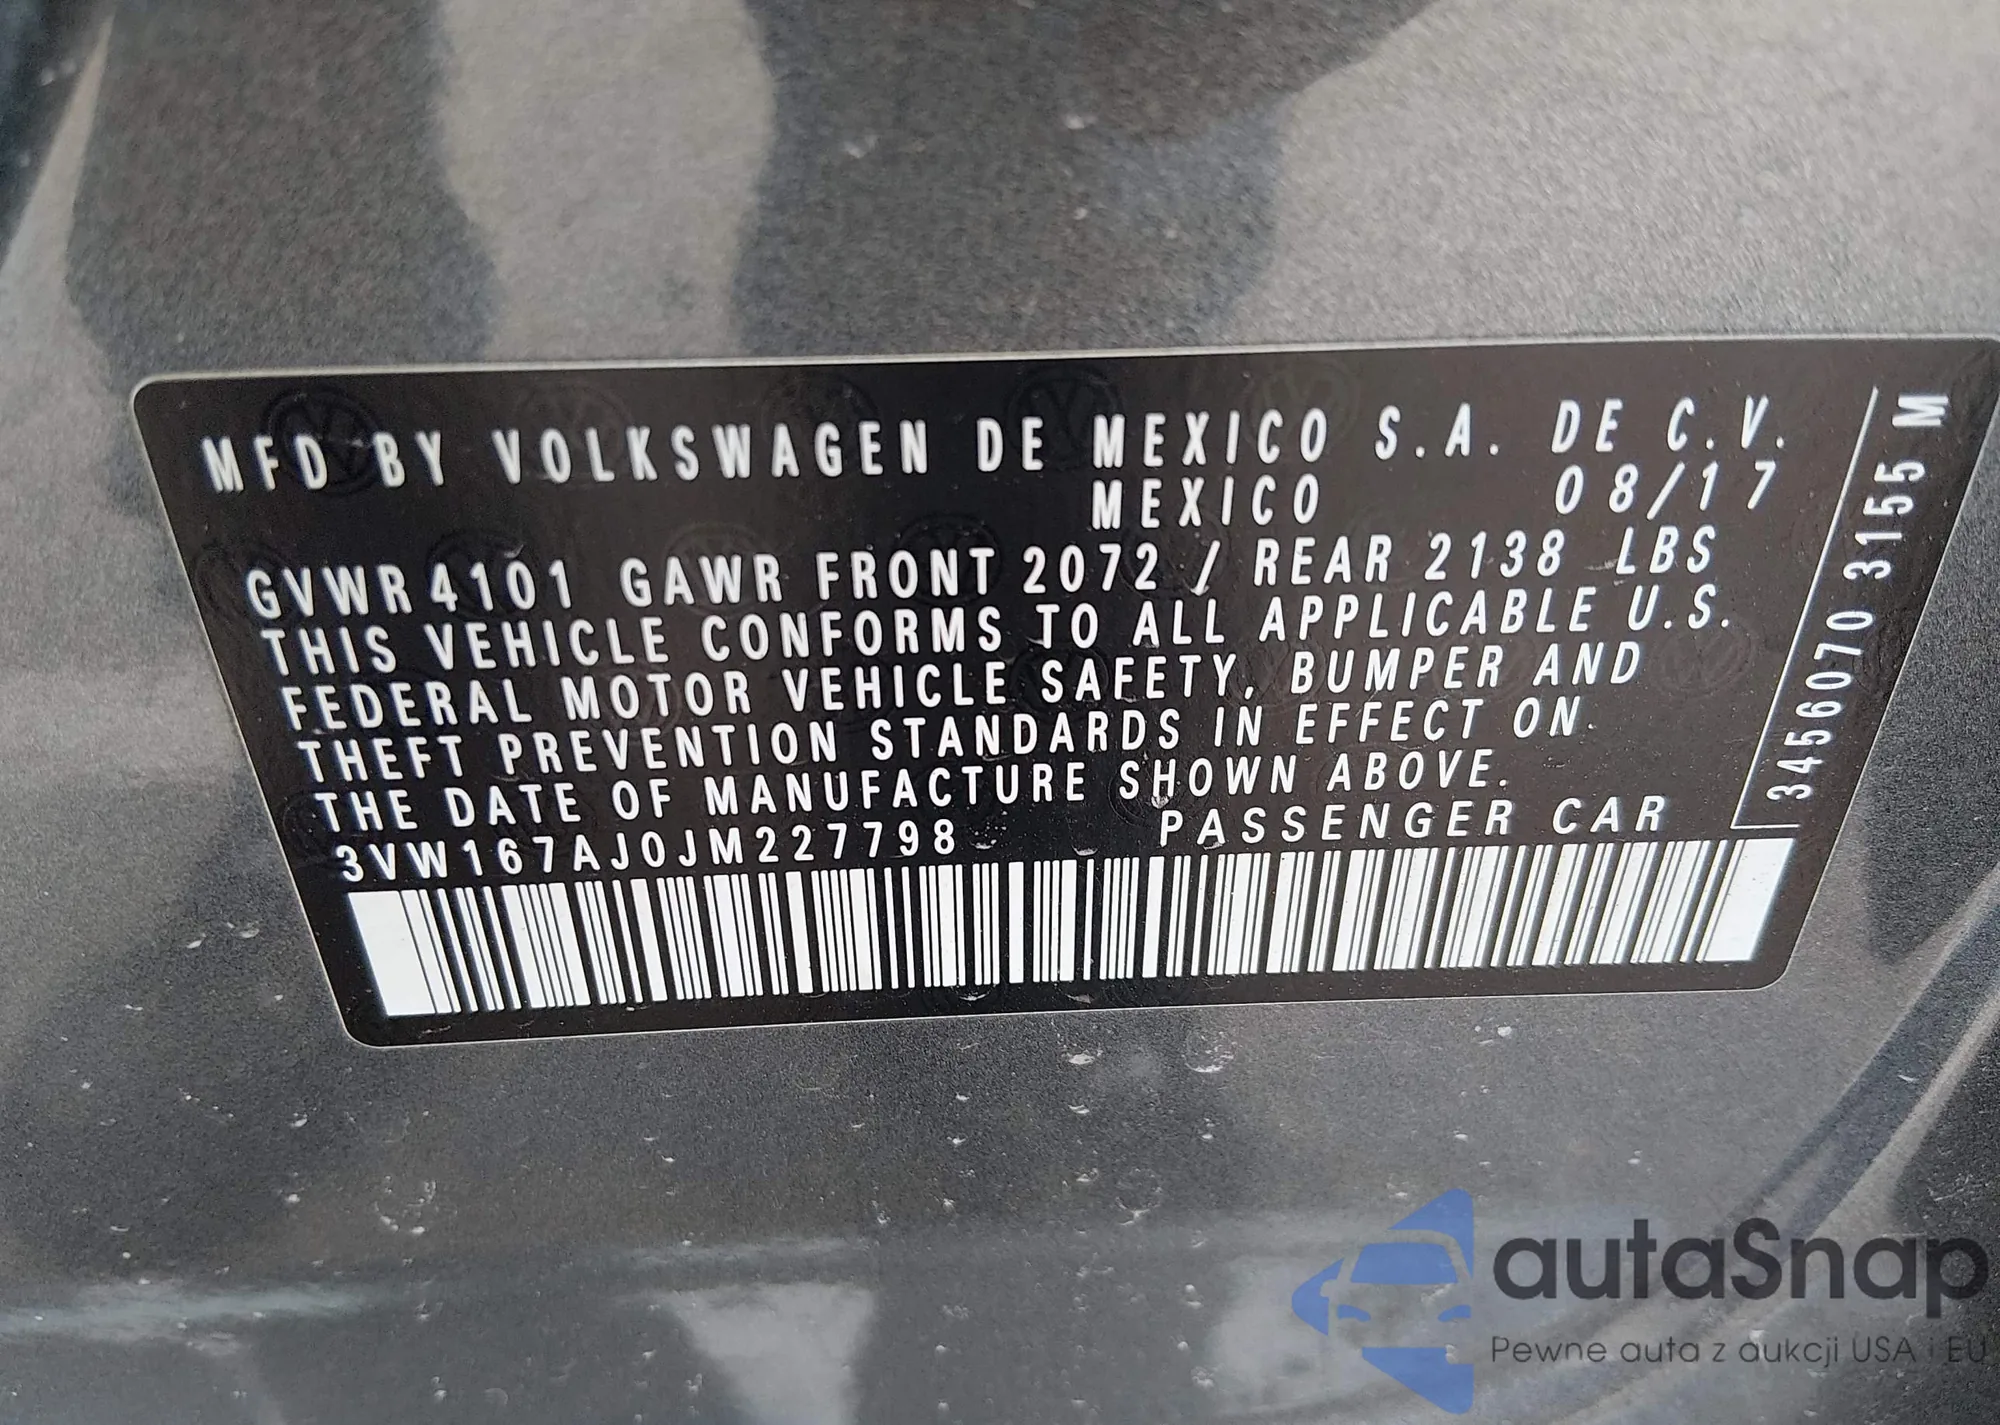 MFD BY VOLKSWAGEN DE MEXICO S.A. DE C.V.
MEXICO 08/17
GVWR 4101 GAWR FRONT 2072 / REAR 2138 LBS
THIS VEHICLE CONFORMS TO ALL APPLICABLE U.S.
FEDERAL MOTOR VEHICLE SAFETY, BUMPER AND
THEFT PREVENTION STANDARDS IN EFFECT ON
THE DATE OF MANUFACTURE SHOWN ABOVE.
3VW167AJ0JM227798 PASSENGER CAR
3456070 3155 M
autaSnap
Pewne auta z aukcji USA i EU